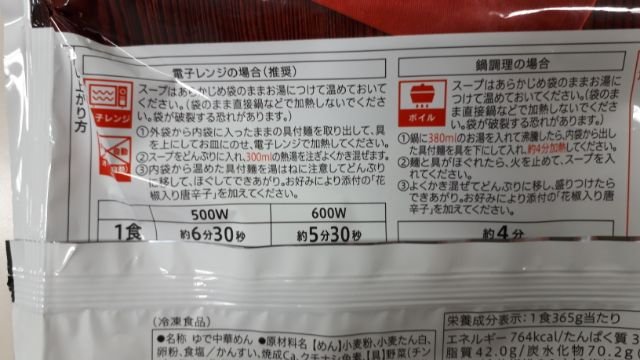 電子レンジの場合（推奨）
スープはあらかじめ袋のままお湯につけて温めておいて
ください。（袋のまま直接鍋などで加熱しないでくださ
い。袋が破裂する恐れがあります。）
子レンジ
①外袋から内袋に入ったままの具付麺を取り出して、具
を上にしてお皿にのせ、電子レンジで加熱してください。
②スープをどんぶりに入れ、300mlの熱湯を注ぎよくかき混ぜます。
③内袋から温めた具付麺を湯はねに注意してどんぶり
に移して、ほぐしてできあがり。お好みにより添付の「花
椒入り唐辛子」を加えてください。
500W
600W
1食
約6分30秒
約5分30秒
鍋調理の場合
スープはあらかじめ袋のままお湯に
つけて温めておいてください。（袋のま
ま直接鍋などで加熱しないでください。
袋が破裂する恐れがあります。）
ボイル
①鍋に380mlのお湯を入れて沸騰したら、内袋から出し
た具付麺を具を下にして入れ、約4分加熱してください。
②麺と具がほぐれたら、火を止めて、スープを入
れてください。
③よくかき混ぜてどんぶりに移し、盛りつけたら
できあがり。お好みにより添付の「花椒入り唐
辛子」を加えてください。
約4分
上がり方
（冷凍食品）
●名称 ゆで中華めん ●原材料名 【めん】小麦粉、小麦たん白、
卵粉、食塩／かんすい、焼成Ca、クチナシ色素、【具】野菜（チン
栄養成分表示：1食365g当たり
エネルギー 764kcal/たんぱく質 3
脂質 42.0g/炭水化物 70.2